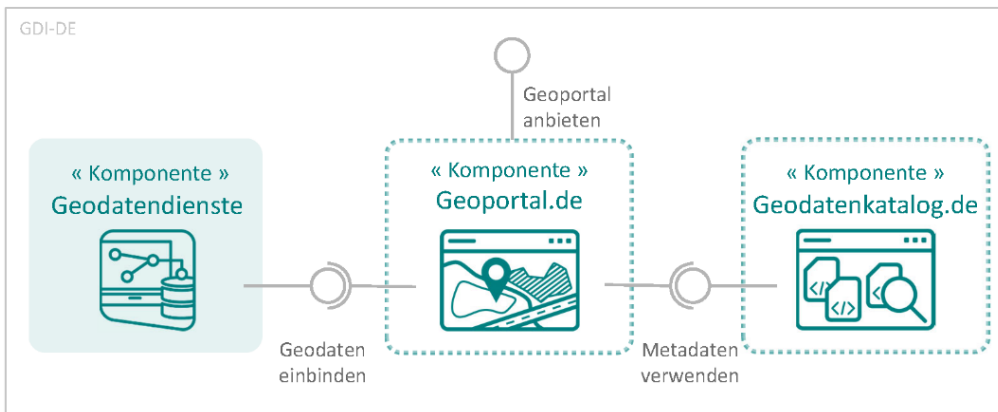 GDI-DE
Geoportal
anbieten
« Komponente »
Geodatendienste
« Komponente »
Geoportal.de
« Komponente »
Geodatenkatalog.de
</>
</>
</>
Geodaten
einbinden
Metadaten
verwenden